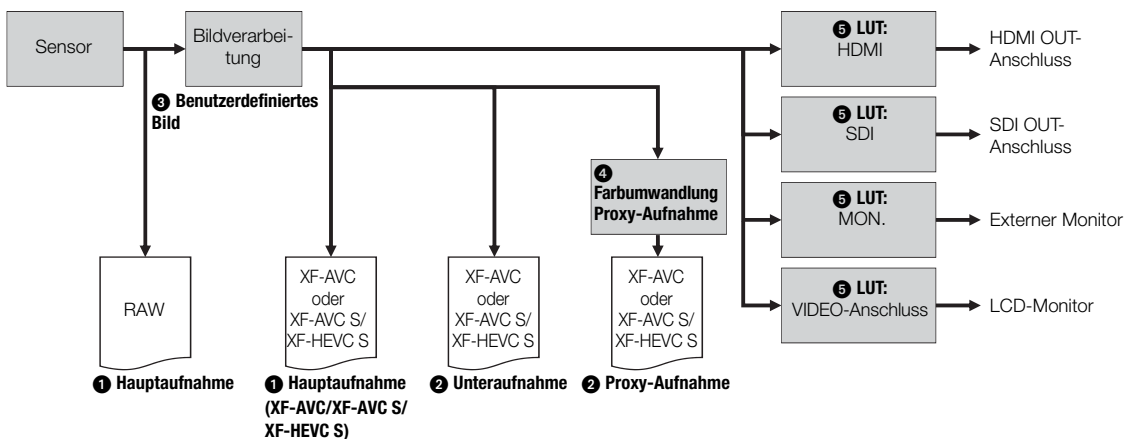 Sensor
Bildverarbei-
tung
❸ Benutzerdefiniertes
Bild
❺ LUT:
HDMI
HDMI OUT-
Anschluss
❺ LUT:
SDI
SDI OUT-
Anschluss
❹
Farbumwandlung
Proxy-Aufnahme
❺ LUT:
MON.
Externer Monitor
❺ LUT:
VIDEO-Anschluss
LCD-Monitor
RAW
❶ Hauptaufnahme
XF-AVC
oder
XF-AVC S/
XF-HEVC S
❶ Hauptaufnahme
(XF-AVC/XF-AVC S/
XF-HEVC S)
XF-AVC
oder
XF-AVC S/
XF-HEVC S
❷ Unteraufnahme
XF-AVC
oder
XF-AVC S/
XF-HEVC S
❷ Proxy-Aufnahme